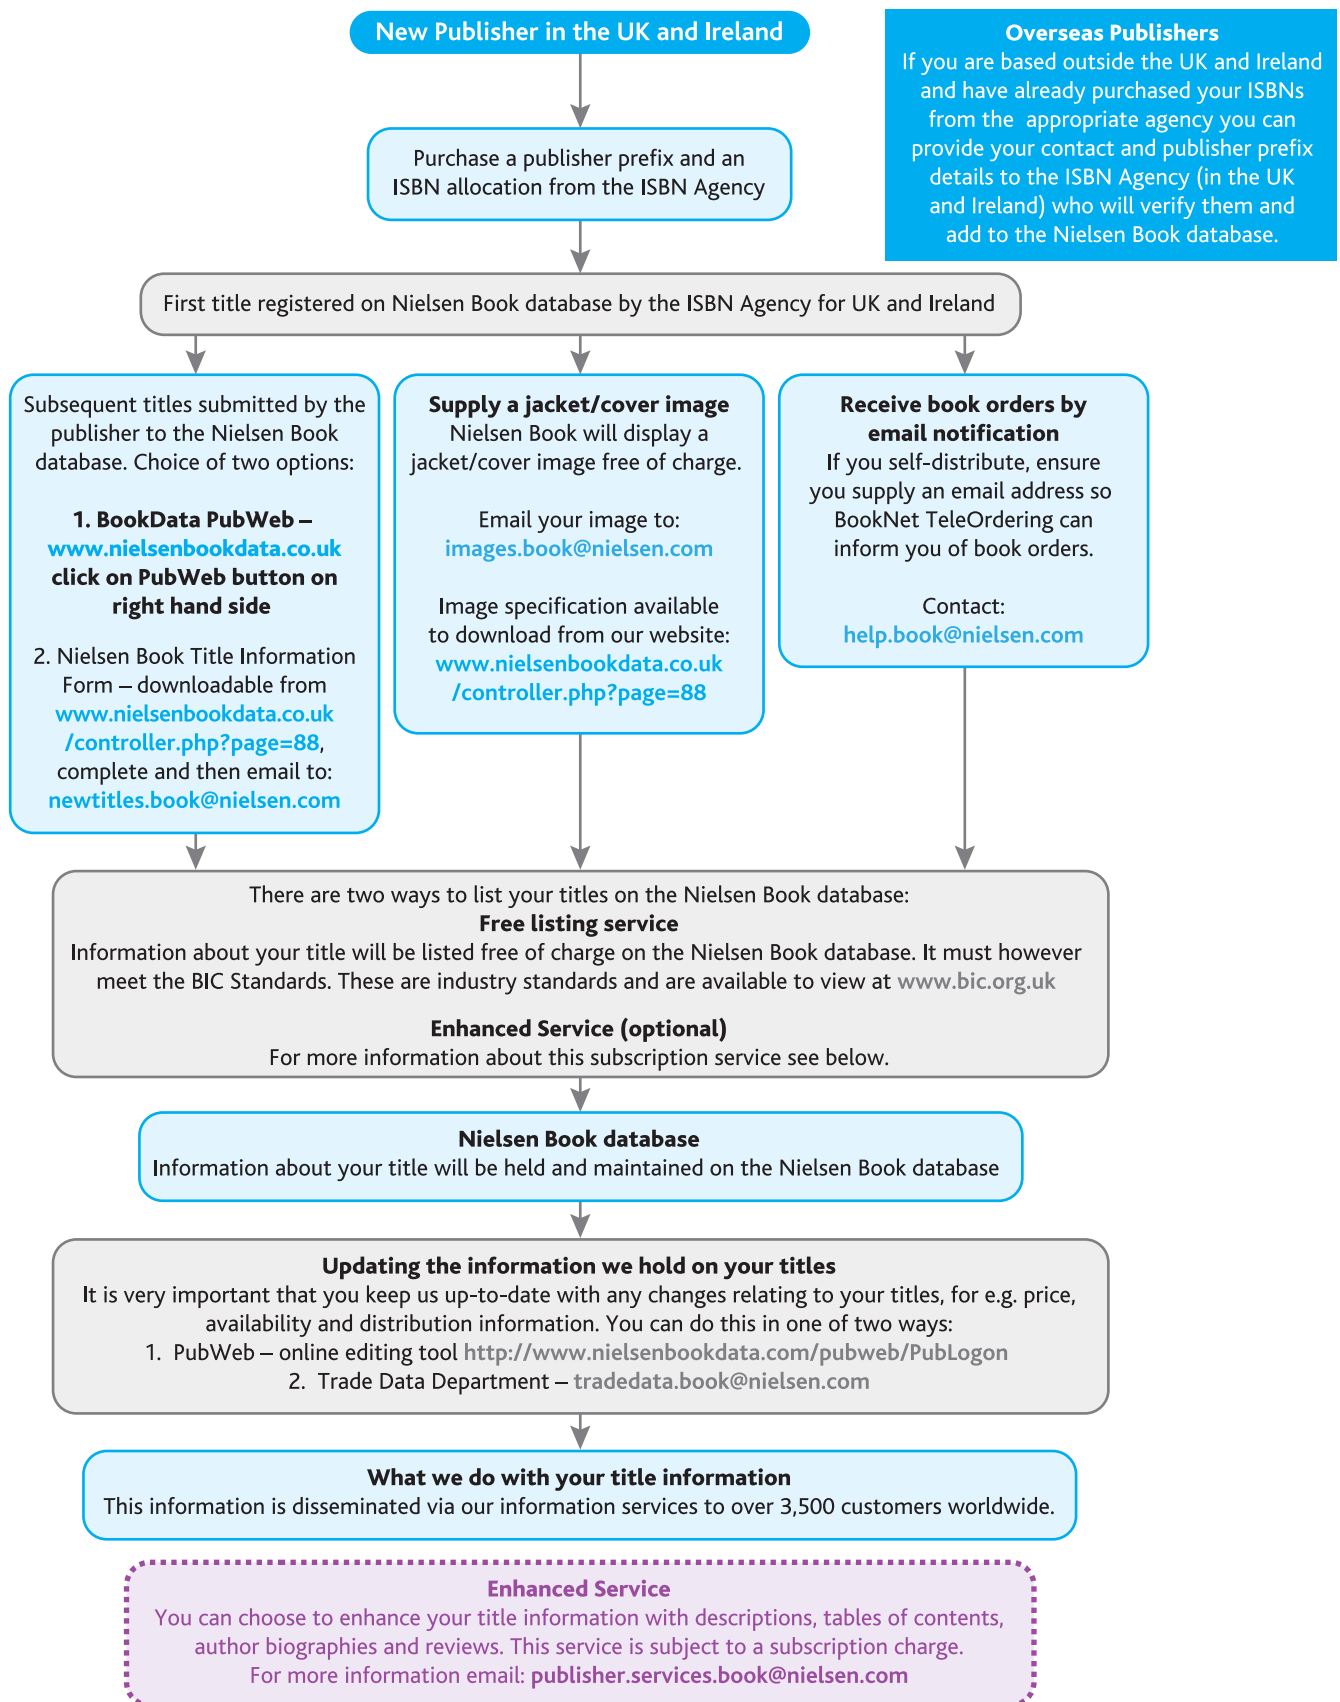 New Publisher in the UK and Ireland
Overseas Publishers
If you are based outside the UK and Ireland
and have already purchased your ISBNs
from the appropriate agency you can
provide your contact and publisher prefix
details to the ISBN Agency (in the UK
and Ireland) who will verify them and
add to the Nielsen Book database.
Purchase a publisher prefix and an
ISBN allocation from the ISBN Agency
First title registered on Nielsen Book database by the ISBN Agency for UK and Ireland
Subsequent titles submitted by the
publisher to the Nielsen Book
database. Choice of two options:
1. BookData PubWeb –
www.nielsenbookdata.co.uk
click on PubWeb button on
right hand side
2. Nielsen Book Title Information
Form – downloadable from
www.nielsenbookdata.co.uk
/controller.php?page=88,
complete and then email to:
newtitles.book@nielsen.com
Supply a jacket/cover image
Nielsen Book will display a
jacket/cover image free of charge.
Email your image to:
images.book@nielsen.com
Image specification available
to download from our website:
www.nielsenbookdata.co.uk
/controller.php?page=88
Receive book orders by
email notification
If you self-distribute, ensure
you supply an email address so
BookNet TeleOrdering can
inform you of book orders.
Contact:
help.book@nielsen.com
There are two ways to list your titles on the Nielsen Book database:
Free listing service
Information about your title will be listed free of charge on the Nielsen Book database. It must however
meet the BIC Standards. These are industry standards and are available to view at www.bic.org.uk
Enhanced Service (optional)
For more information about this subscription service see below.
Nielsen Book database
Information about your title will be held and maintained on the Nielsen Book database
Updating the information we hold on your titles
It is very important that you keep us up-to-date with any changes relating to your titles, for e.g. price,
availability and distribution information. You can do this in one of two ways:
1. PubWeb – online editing tool http://www.nielsenbookdata.com/pubweb/PubLogon
2. Trade Data Department – tradedata.book@nielsen.com
What we do with your title information
This information is disseminated via our information services to over 3,500 customers worldwide.
Enhanced Service
You can choose to enhance your title information with descriptions, tables of contents,
author biographies and reviews. This service is subject to a subscription charge.
For more information email: publisher.services.book@nielsen.com